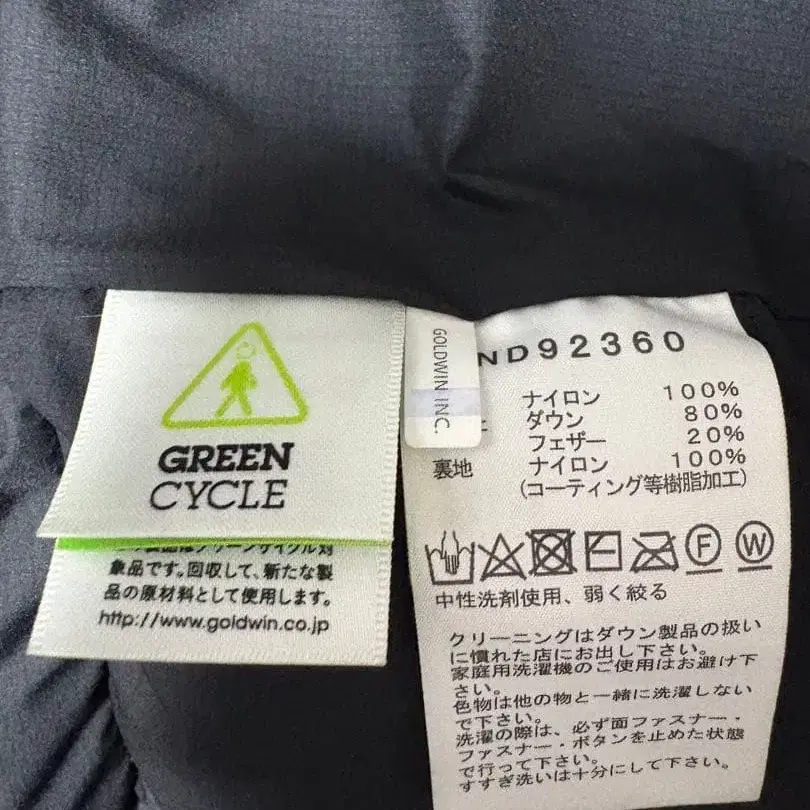 GREEN
CYCLE
象品です。回収して、新たな製
品の原材料として使用します。
http://www.goldwin.co.jp
GOLDWIN INC.
ND92360
ナイロン 100%
ダウン 80%
フェザー 20%
裏地 ナイロン 100%
(コーティング等樹脂加工)
F W
中性洗剤使用、弱く絞る
クリーニングはダウン製品の扱い
に慣れた店にお出し下さい。
家庭用洗濯機のご使用はお避け下
さい。
色物は他の物と一緒に洗濯しない
で下さい。
洗濯の際は、必ず面ファスナー・
ファスナー・ボタンを止めた状態
で行って下さい。
すすぎ洗いは十分にして下さい。